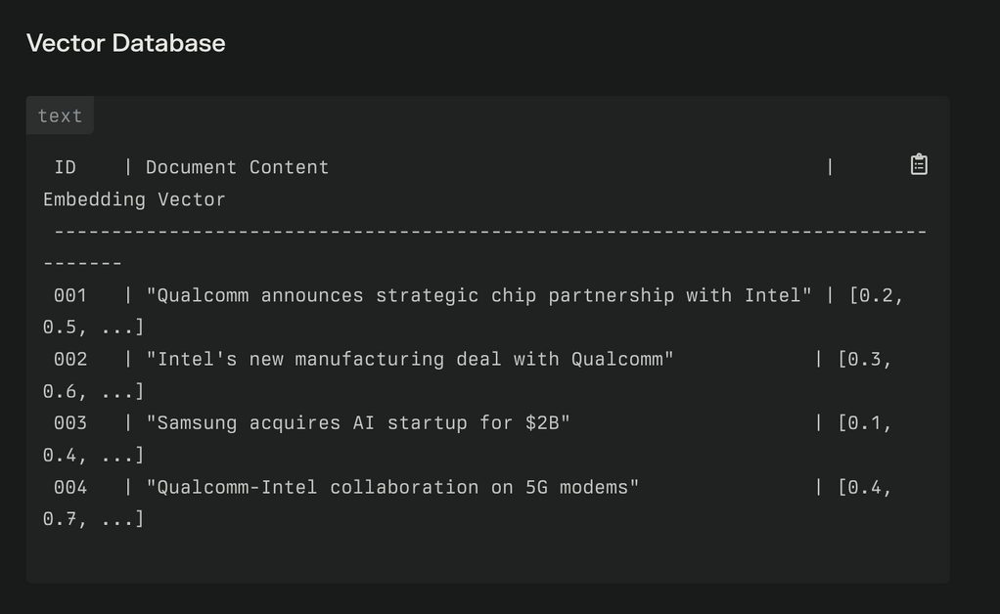 Vector Database
text
ID | Document Content |
Embedding Vector
----------------------------------------------------------------------------
-------
001 | "Qualcomm announces strategic chip partnership with Intel" | [0.2,
0.5, ...]
002 | "Intel's new manufacturing deal with Qualcomm" | [0.3,
0.6, ...]
003 | "Samsung acquires AI startup for $2B" | [0.1,
0.4, ...]
004 | "Qualcomm-Intel collaboration on 5G modems" | [0.4,
0.7, ...]